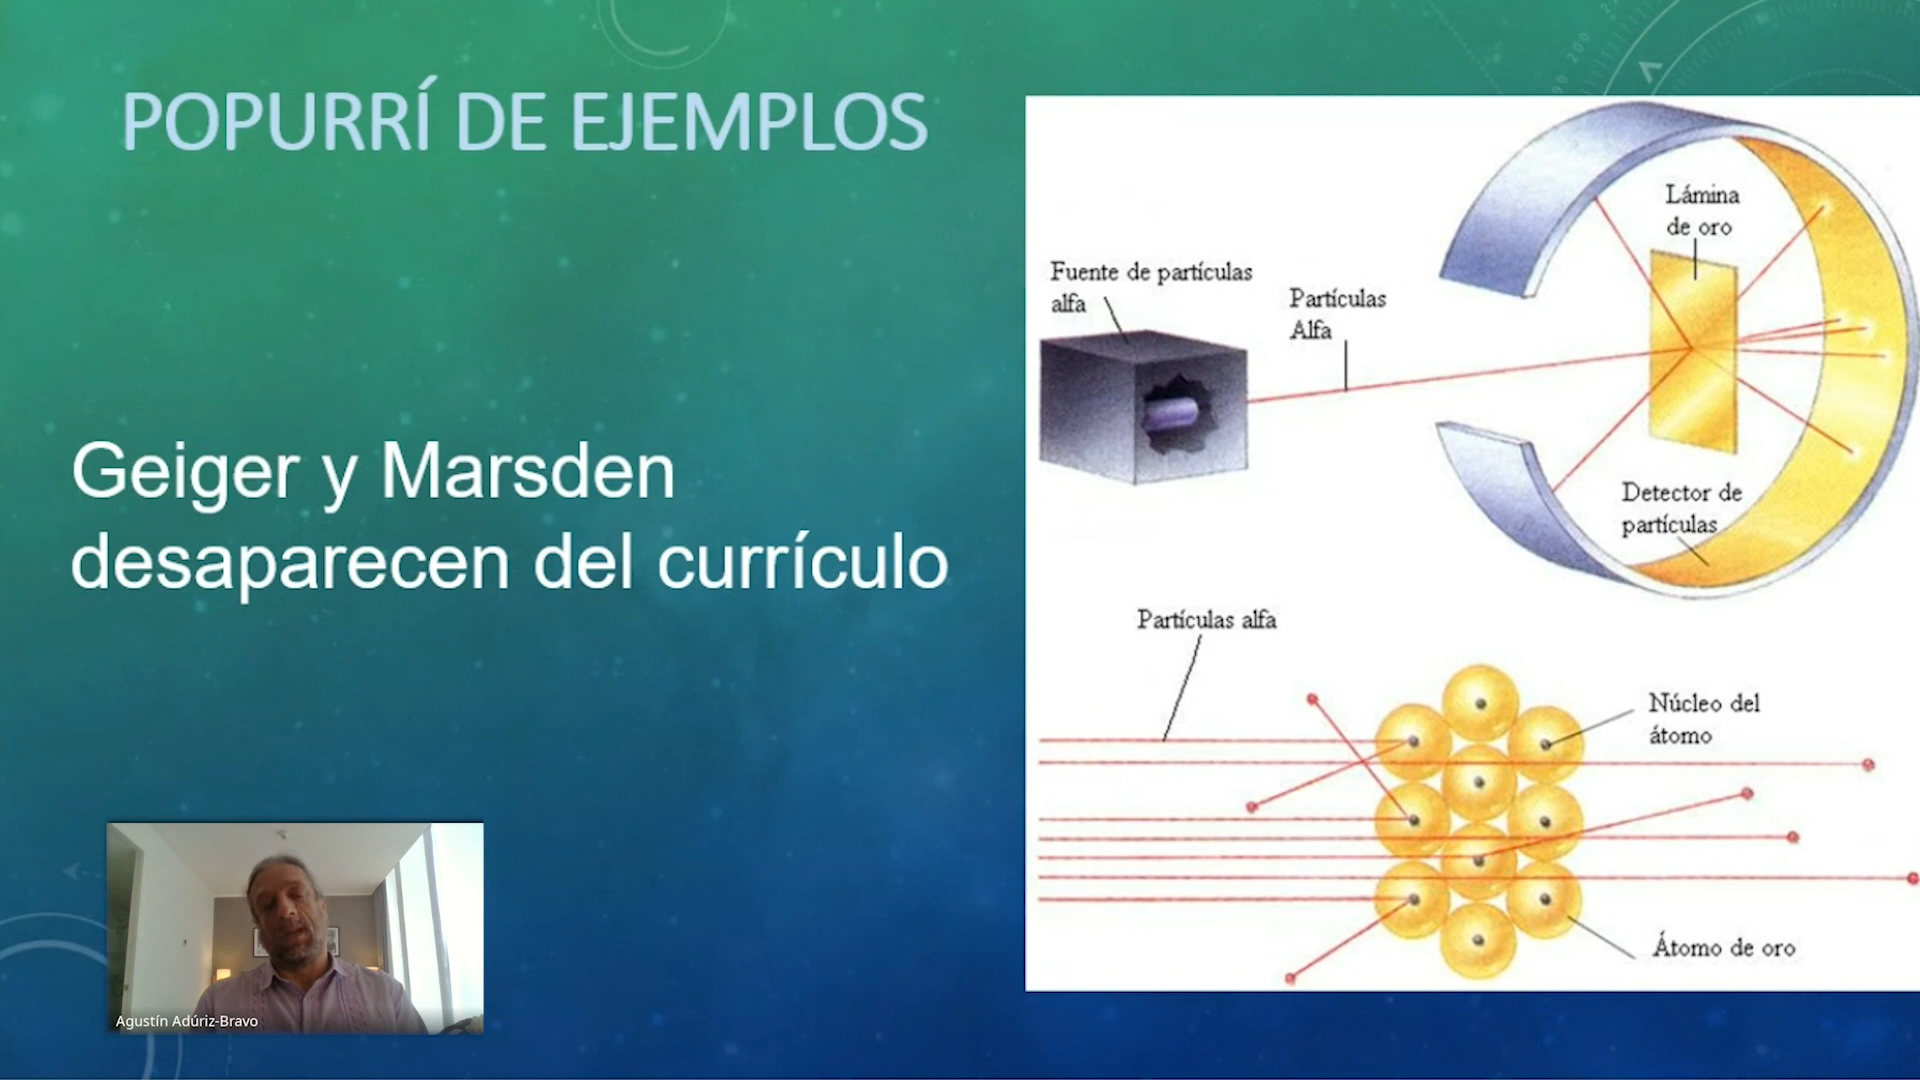 POPURRÍ DE EJEMPLOS
Geiger y Marsden
desaparecen del currículo
Lámina
de oro
Fuente de partículas
alfa
Partículas
Alfa
Detector de
partículas
Partículas alfa
Núcleo del
átomo
Átomo de oro
Agustín Adúriz-Bravo
200